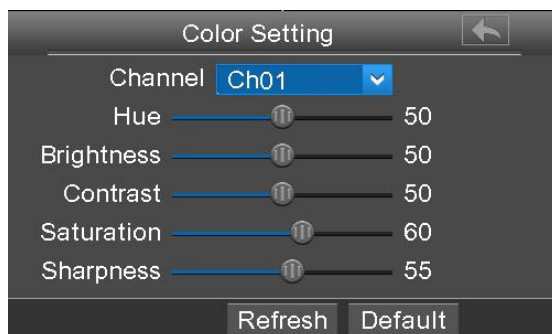 Color Setting
Channel Ch01
Hue 50
Brightness 50
Contrast 50
Saturation 60
Sharpness 55
Refresh Default